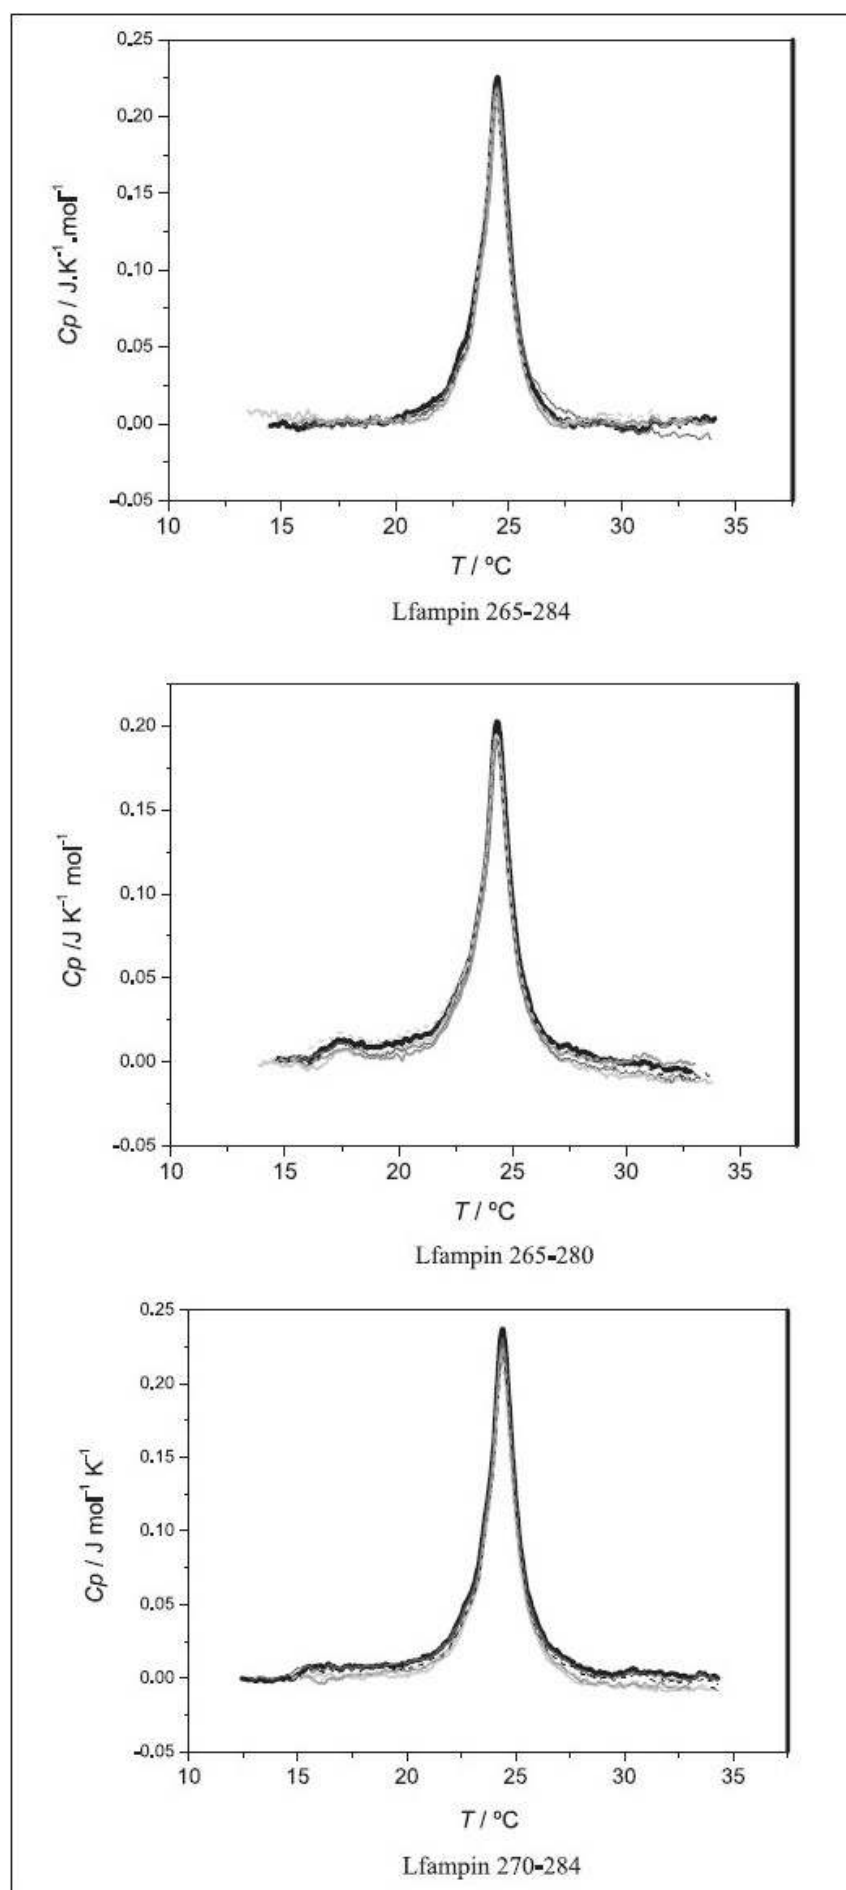 0.25
0.20
0.15
0.10
0.05
0.00
-0.05
Cp / J.K⁻¹.mol⁻¹
10 15 20 25 30 35
T / ºC
Lfampin 265-284
0.20
0.15
0.10
0.05
0.00
-0.05
Cp /J K⁻¹ mol⁻¹
10 15 20 25 30 35
T / ºC
Lfampin 265-280
0.25
0.20
0.15
0.10
0.05
0.00
-0.05
Cp / J mol⁻¹ K⁻¹
10 15 20 25 30 35
T / ºC
Lfampin 270-284